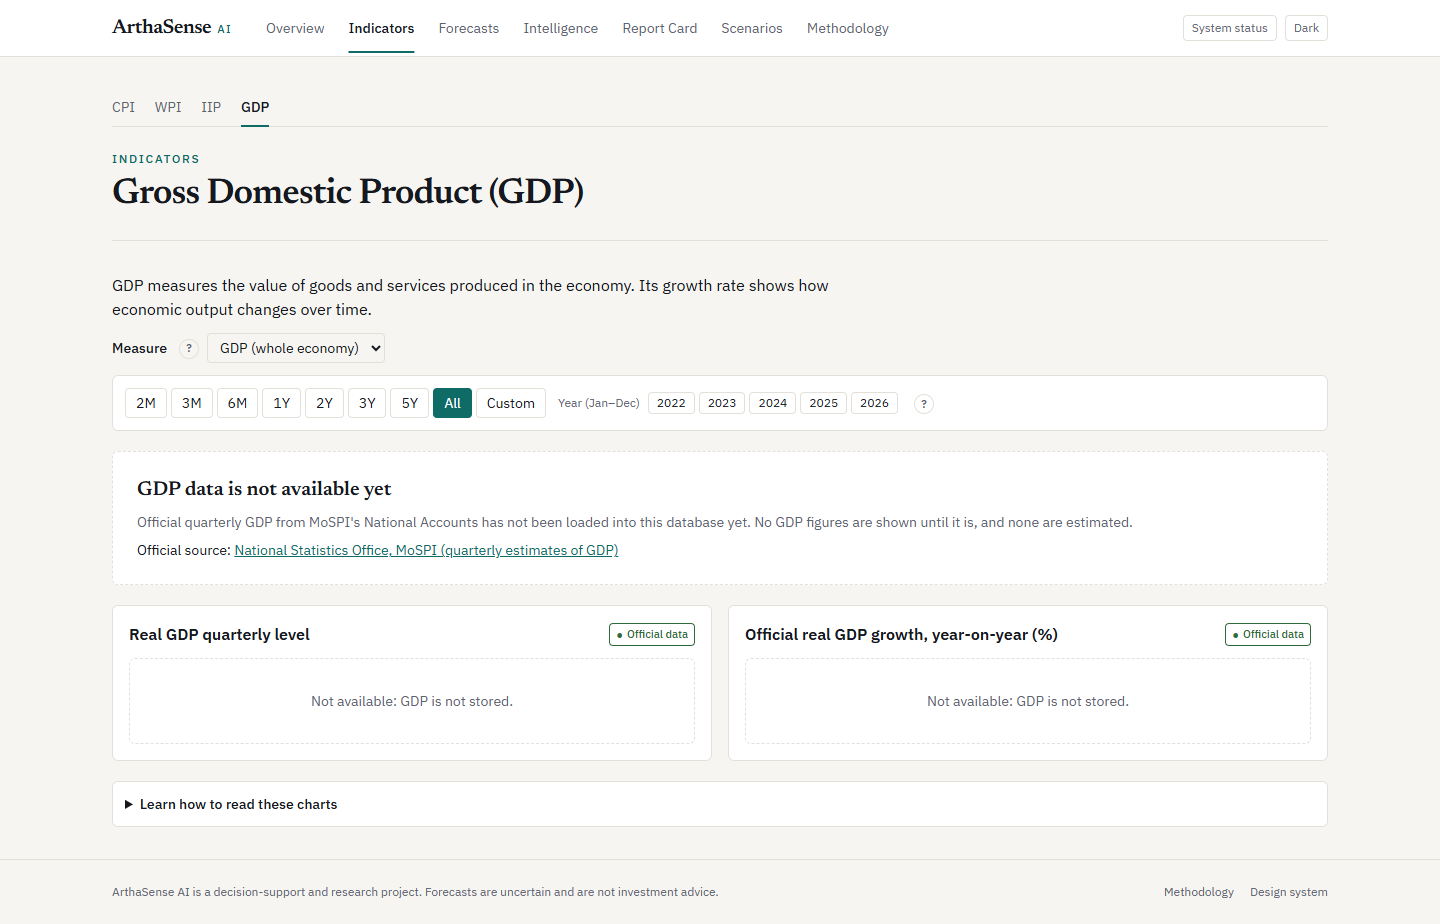 ArthaSense AI
Overview
Indicators
Forecasts
Intelligence
Report Card
Scenarios
Methodology
System status
Dark
CPI
WPI
IIP
GDP
INDICATORS
Gross Domestic Product (GDP)
GDP measures the value of goods and services produced in the economy. Its growth rate shows how
economic output changes over time.
Measure ? GDP (whole economy)
2M 3M 6M 1Y 2Y 3Y 5Y All Custom Year (Jan–Dec) 2022 2023 2024 2025 2026 ?
GDP data is not available yet
Official quarterly GDP from MoSPI's National Accounts has not been loaded into this database yet. No GDP figures are shown until it is, and none are estimated.
Official source: National Statistics Office, MoSPI (quarterly estimates of GDP)
Real GDP quarterly level
● Official data
Not available: GDP is not stored.
Official real GDP growth, year-on-year (%)
● Official data
Not available: GDP is not stored.
▶ Learn how to read these charts
ArthaSense AI is a decision-support and research project. Forecasts are uncertain and are not investment advice.
Methodology
Design system